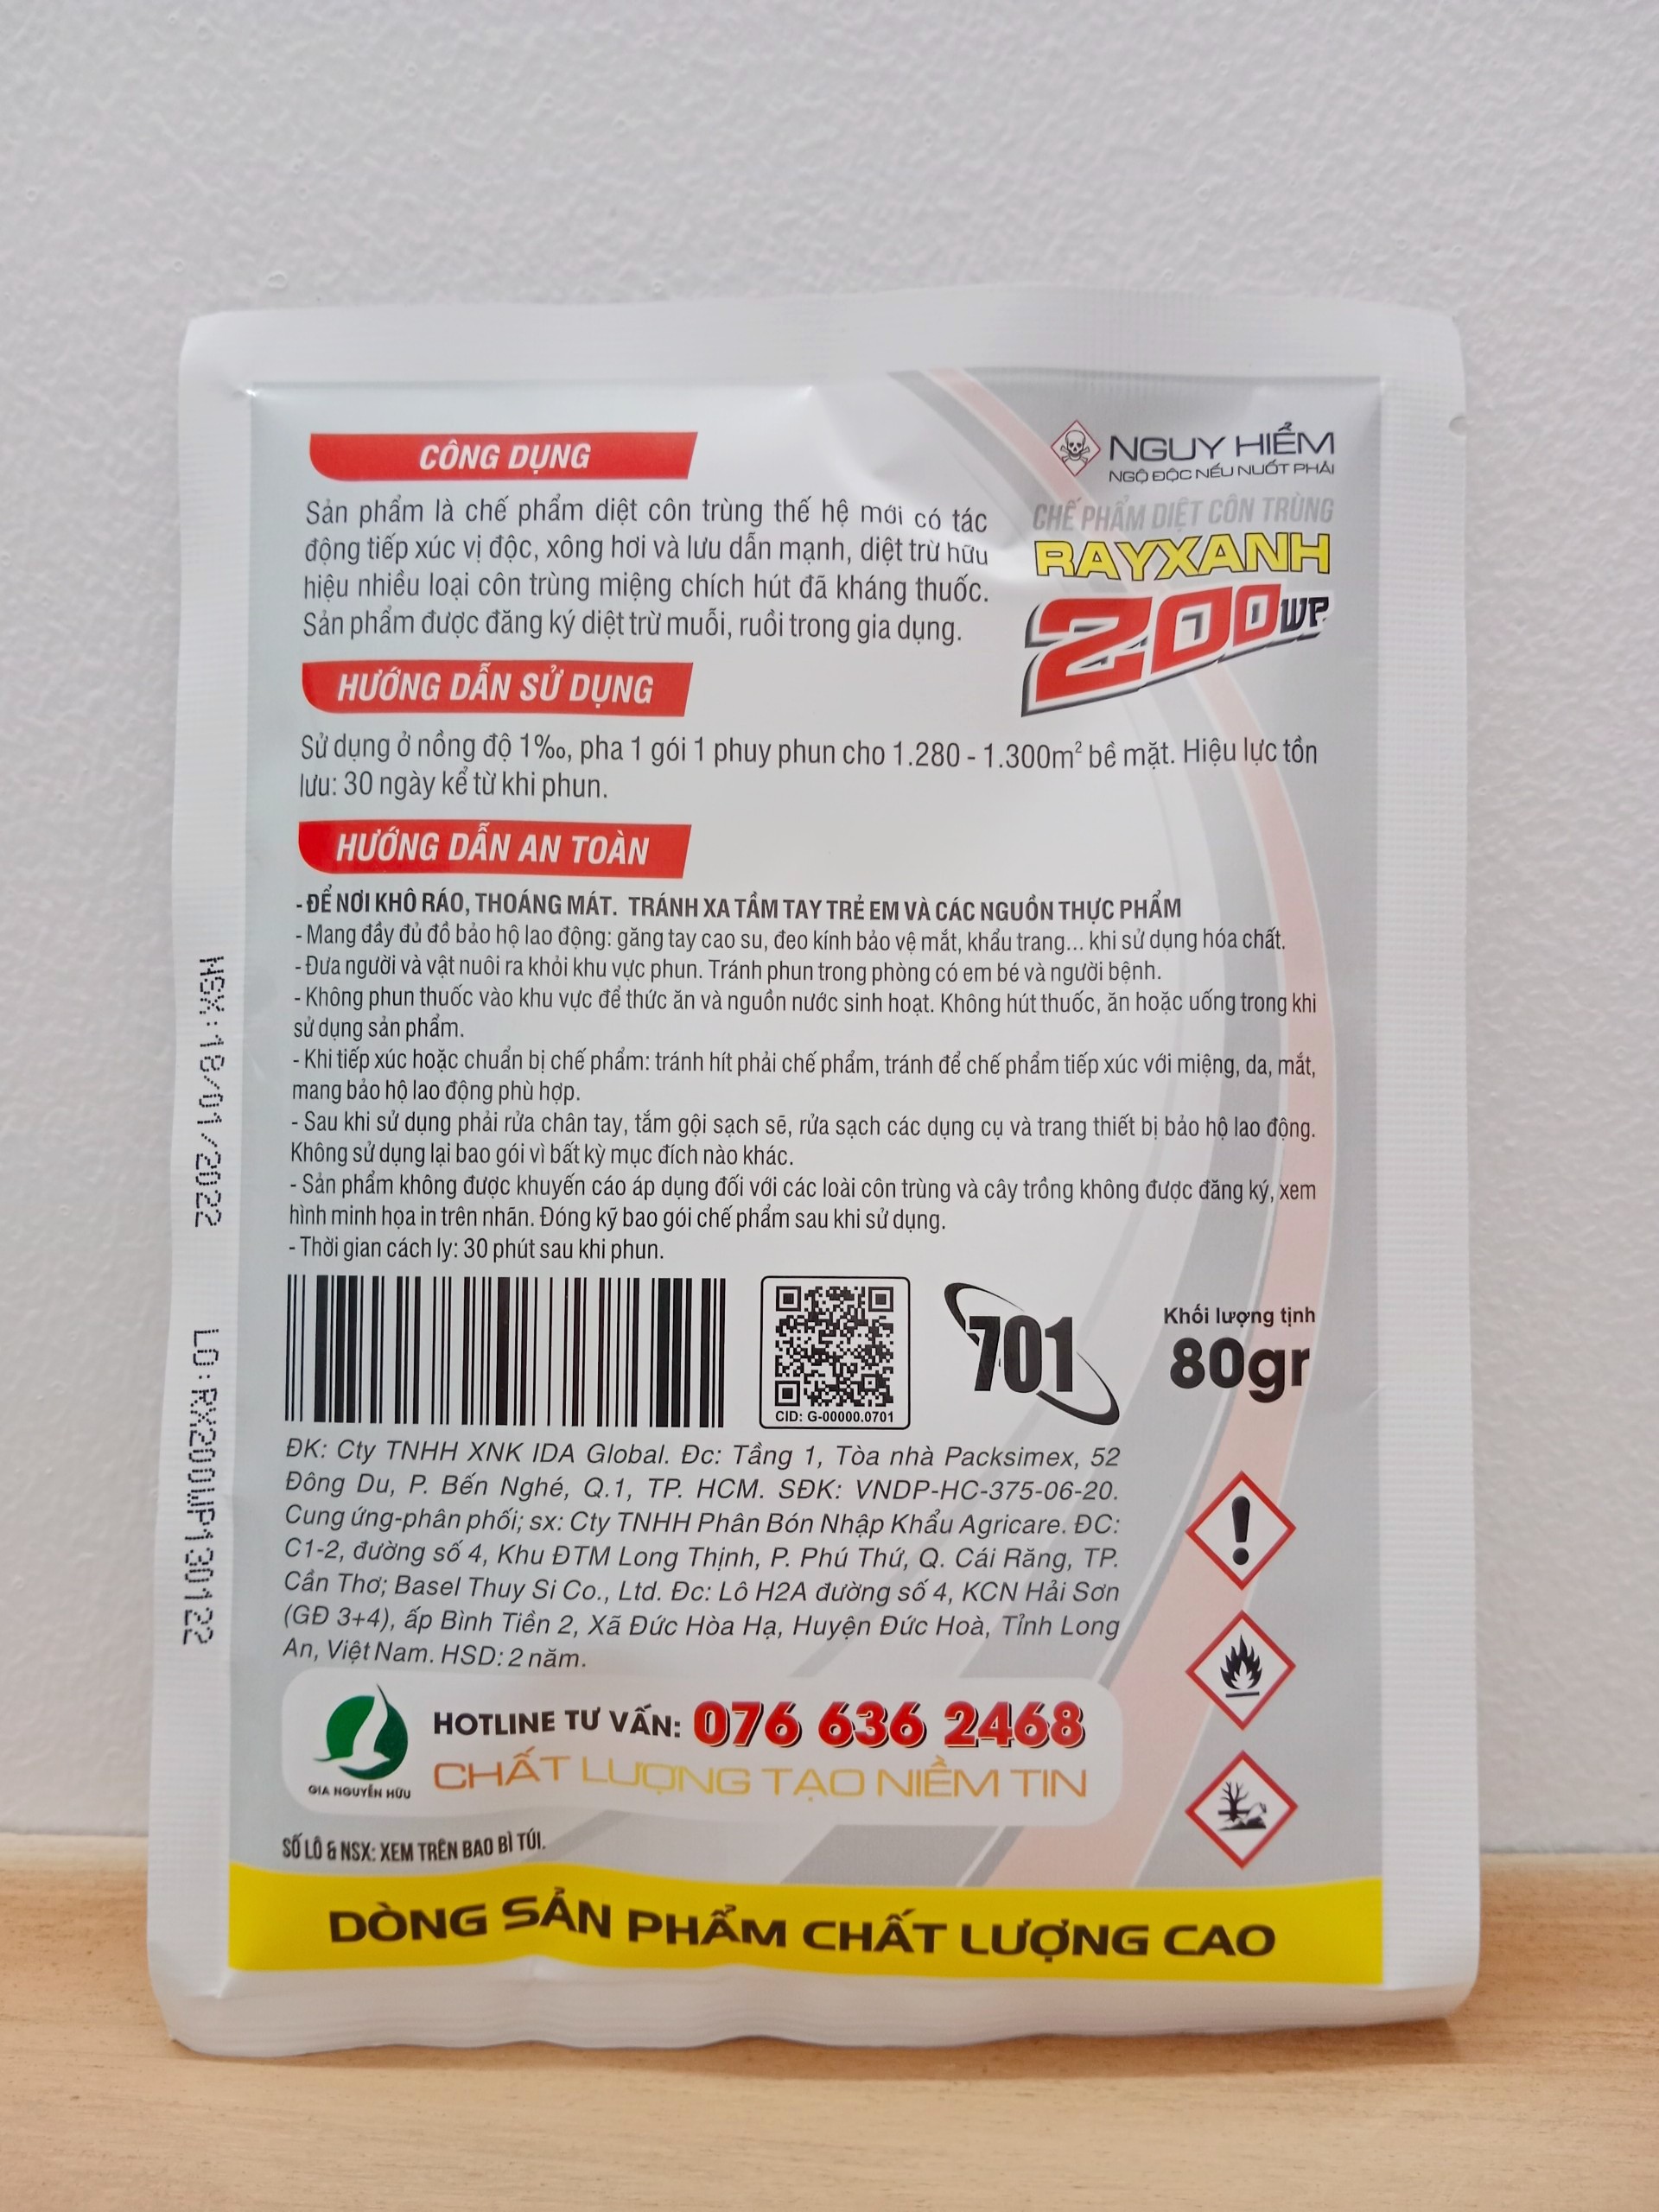 CÔNG DỤNG
Sản phẩm là chế phẩm diệt côn trùng thế hệ mới có tác
động tiếp xúc vị độc, xông hơi và lưu dẫn mạnh, diệt trừ hữu
hiệu nhiều loại côn trùng miệng chích hút đã kháng thuốc.
Sản phẩm được đăng ký diệt trừ muỗi, ruồi trong gia dụng.
NGUY HIỂM
NGỘ ĐỘC NẾU NUỐT PHẢI
CHẾ PHẨM DIỆT CÔN TRÙNG
RAYXANH
200WP
HƯỚNG DẪN SỬ DỤNG
Sử dụng ở nồng độ 1‰, pha 1 gói 1 phuy phun cho 1.280 - 1.300m² bề mặt. Hiệu lực tồn
lưu: 30 ngày kể từ khi phun.
HƯỚNG DẪN AN TOÀN
- ĐỂ NƠI KHÔ RÁO, THOÁNG MÁT. TRÁNH XA TẦM TAY TRẺ EM VÀ CÁC NGUỒN THỰC PHẨM
- Mang đầy đủ đồ bảo hộ lao động: găng tay cao su, đeo kính bảo vệ mắt, khẩu trang... khi sử dụng hóa chất.
- Đưa người và vật nuôi ra khỏi khu vực phun. Tránh phun trong phòng có em bé và người bệnh.
- Không phun thuốc vào khu vực để thức ăn và nguồn nước sinh hoạt. Không hút thuốc, ăn hoặc uống trong khi
sử dụng sản phẩm.
- Khi tiếp xúc hoặc chuẩn bị chế phẩm: tránh hít phải chế phẩm, tránh để chế phẩm tiếp xúc với miệng, da, mắt,
mang bảo hộ lao động phù hợp.
- Sau khi sử dụng phải rửa chân tay, tắm gội sạch sẽ, rửa sạch các dụng cụ và trang thiết bị bảo hộ lao động.
Không sử dụng lại bao gói vì bất kỳ mục đích nào khác.
- Sản phẩm không được khuyến cáo áp dụng đối với các loài côn trùng và cây trồng không được đăng ký, xem
hình minh họa in trên nhãn. Đóng kỹ bao gói chế phẩm sau khi sử dụng.
- Thời gian cách ly: 30 phút sau khi phun.
CID: G-00000.0701
701
Khối lượng tịnh
80gr
ĐK: Cty TNHH XNK IDA Global. Đc: Tầng 1, Tòa nhà Packsimex, 52
Đông Du, P. Bến Nghé, Q.1, TP. HCM. SĐK: VNDP-HC-375-06-20.
Cung ứng-phân phối; sx: Cty TNHH Phân Bón Nhập Khẩu Agricare. ĐC:
C1-2, đường số 4, Khu ĐTM Long Thịnh, P. Phú Thứ, Q. Cái Răng, TP.
Cần Thơ; Basel Thuy Si Co., Ltd. Đc: Lô H2A đường số 4, KCN Hải Sơn
(GĐ 3+4), ấp Bình Tiền 2, Xã Đức Hòa Hạ, Huyện Đức Hoà, Tỉnh Long
An, Việt Nam. HSD: 2 năm.
GIA NGUYỄN HỮU
HOTLINE TƯ VẤN: 076 636 2468
CHẤT LƯỢNG TẠO NIỀM TIN
SỐ LÔ & NSX: XEM TRÊN BAO BÌ TÚI.
DÒNG SẢN PHẨM CHẤT LƯỢNG CAO
NSX:18/01/2022 LO:RX200WP130122